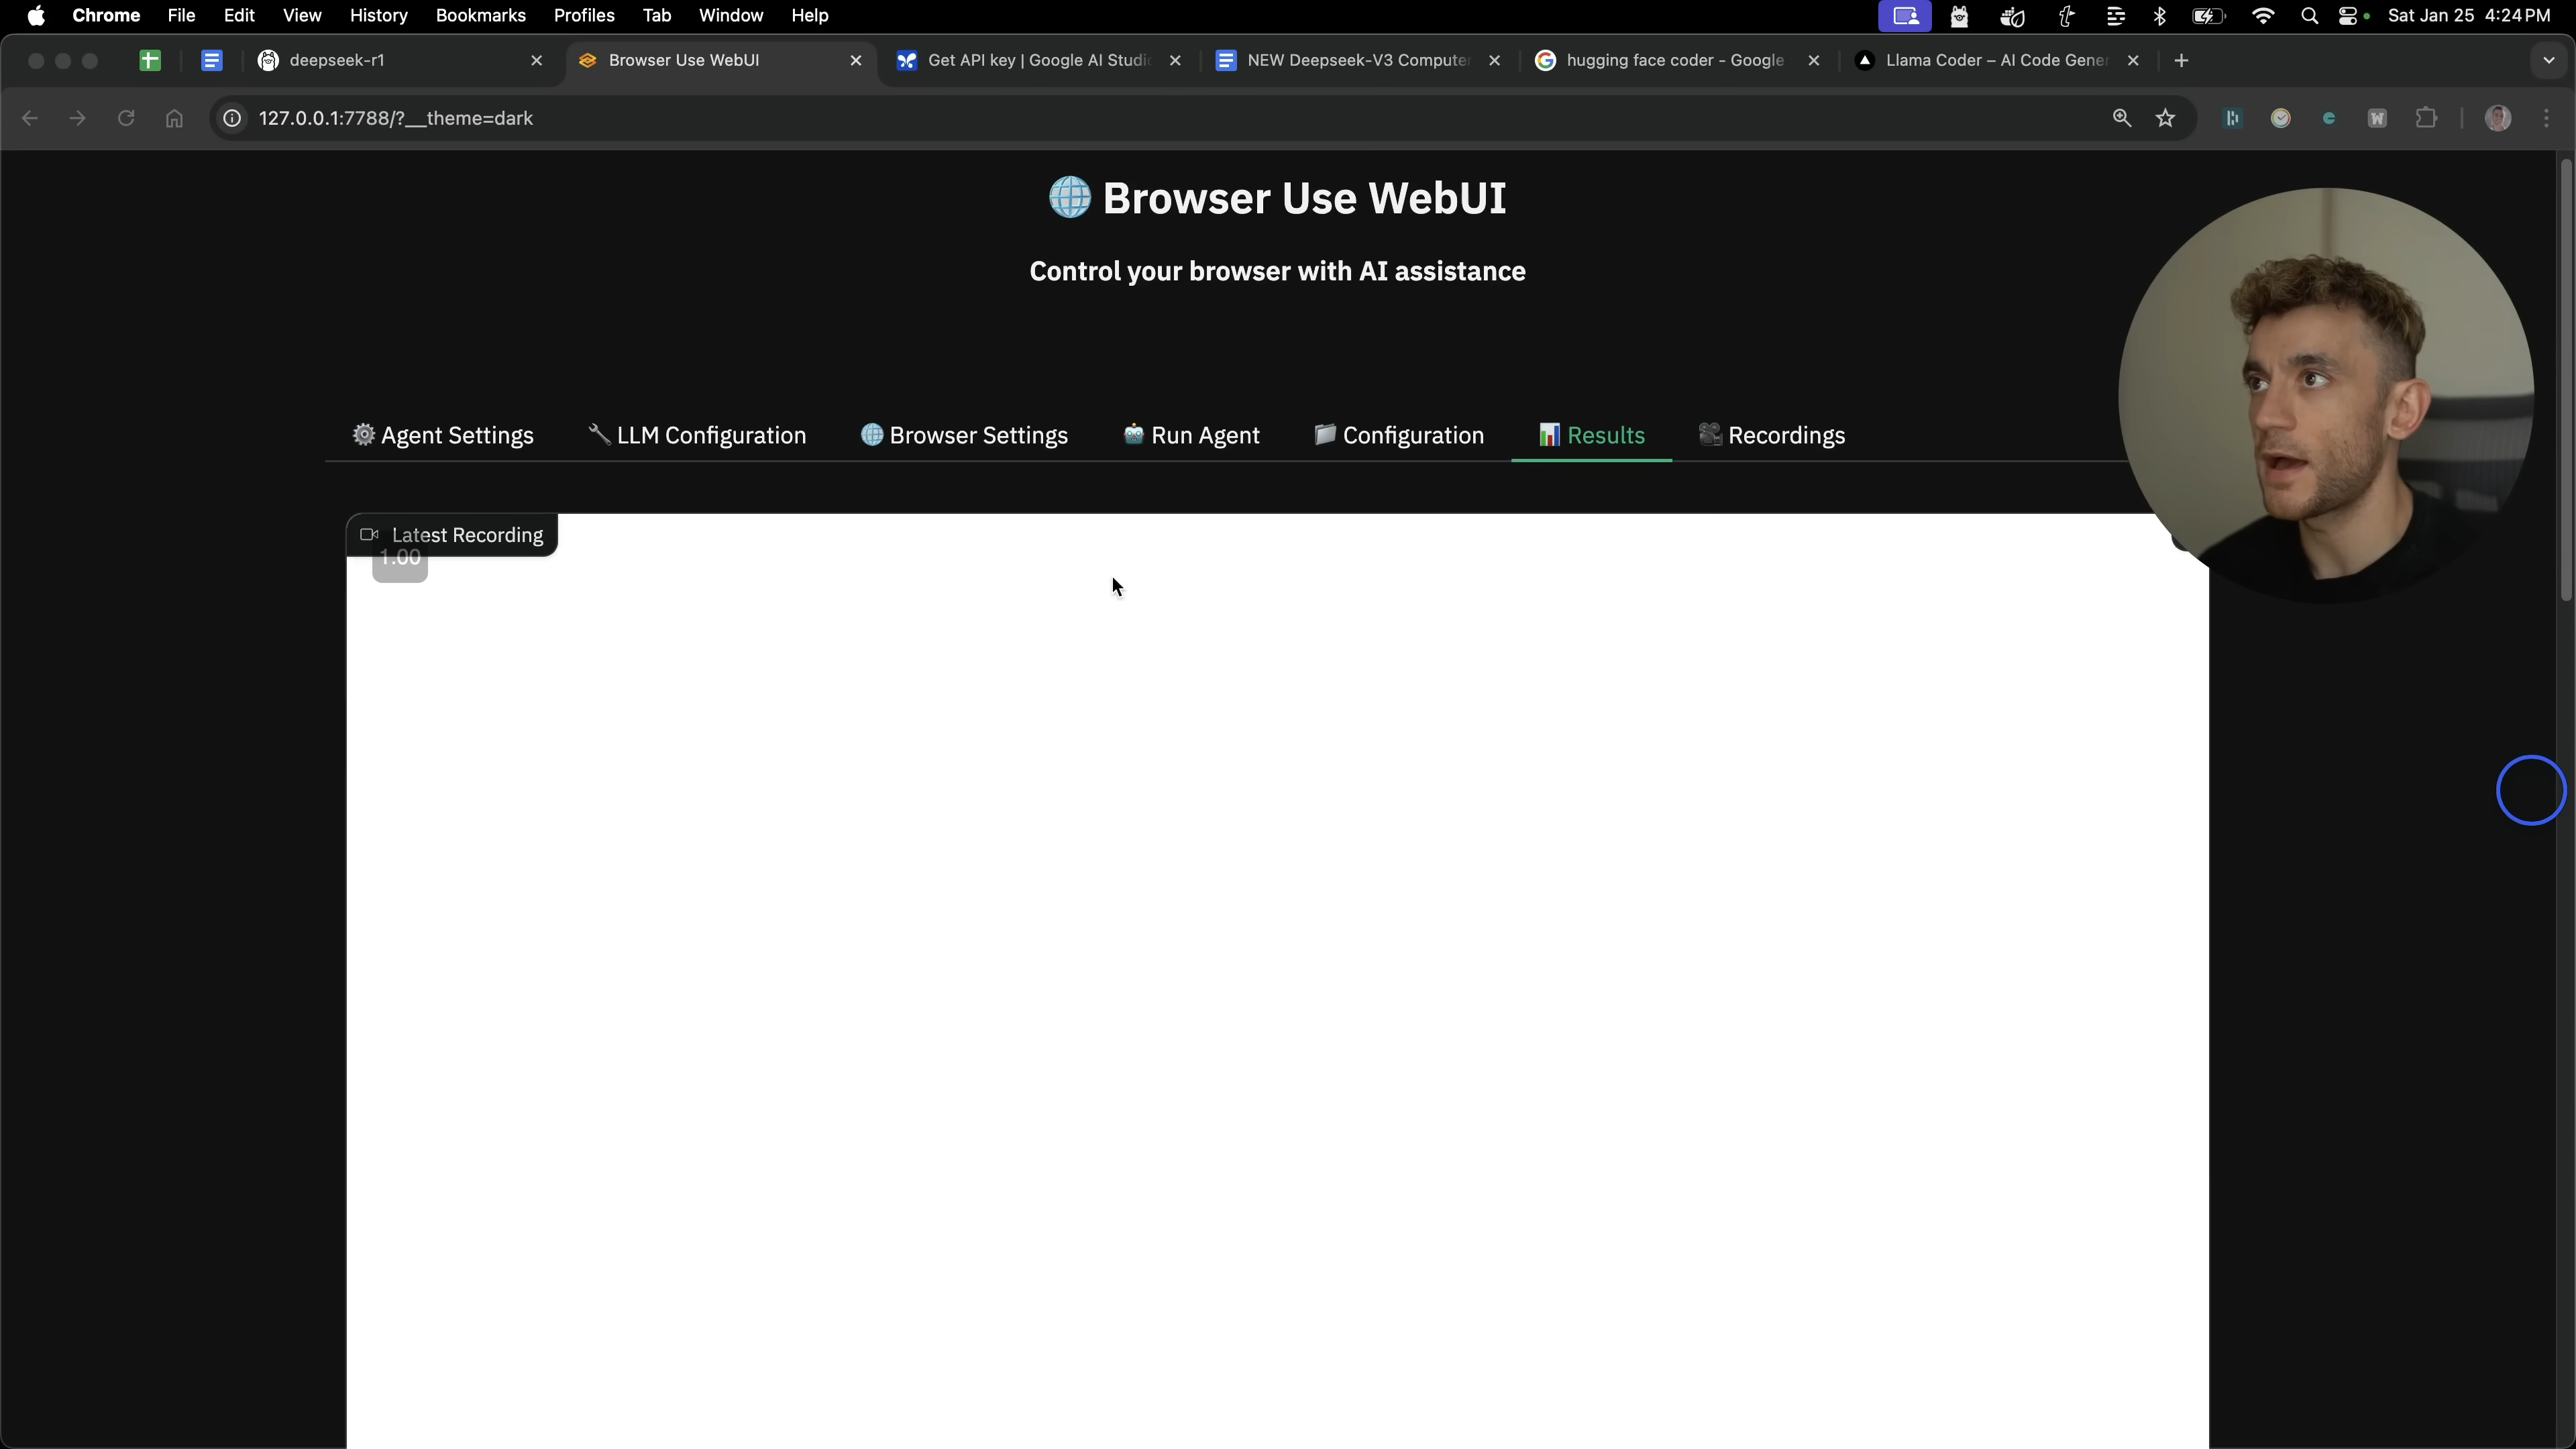 Chrome File Edit View History Bookmarks Profiles Tab Window Help Sat Jan 25 4:24 PM
deepseek-r1 Browser Use WebUI Get API key | Google AI Studi NEW Deepseek-V3 Computer hugging face coder - Google Llama Coder – AI Code Gener
127.0.0.1:7788/?__theme=dark
Browser Use WebUI
Control your browser with AI assistance
Agent Settings LLM Configuration Browser Settings Run Agent Configuration Results Recordings
Latest Recording
1.00